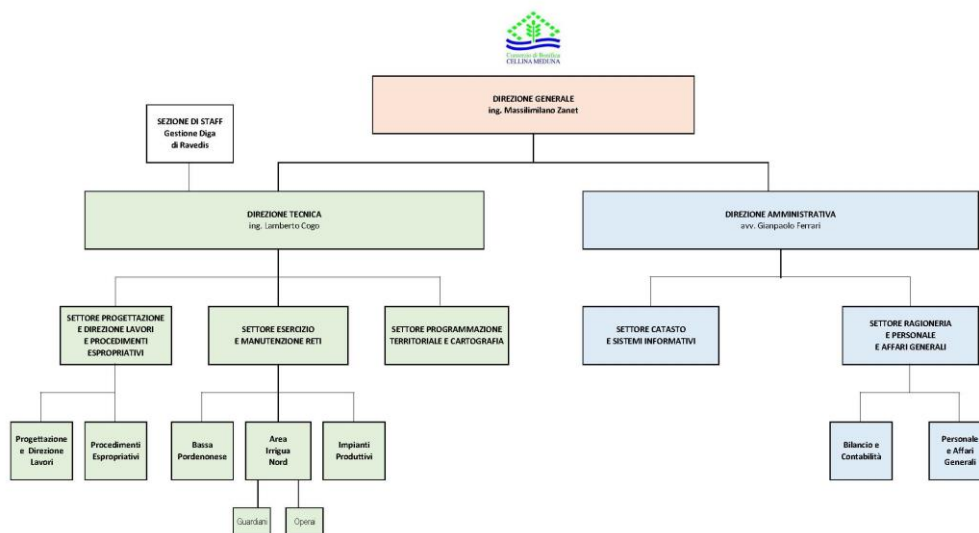 Consorzio di Bonifica
CELLINA MEDUNA
DIREZIONE GENERALE
ing. Massilimilano Zanet
SEZIONE DI STAFF
Gestione Diga
di Ravedis
DIREZIONE TECNICA
ing. Lamberto Cogo
DIREZIONE AMMINISTRATIVA
avv. Gianpaolo Ferrari
SETTORE PROGETTAZIONE
E DIREZIONE LAVORI
E PROCEDIMENTI
ESPROPRIATIVI
SETTORE ESERCIZIO
E MANUTENZIONE RETI
SETTORE PROGRAMMAZIONE
TERRITORIALE E CARTOGRAFIA
SETTORE CATASTO
E SISTEMI INFORMATIVI
SETTORE RAGIONERIA
E PERSONALE
E AFFARI GENERALI
Progettazione
e Direzione
Lavori
Procedimenti
Espropriativi
Bassa
Pordenonese
Area
Irrigua
Nord
Impianti
Produttivi
Bilancio e
Contabilità
Personale
e Affari
Generali
Guardiani
Operai